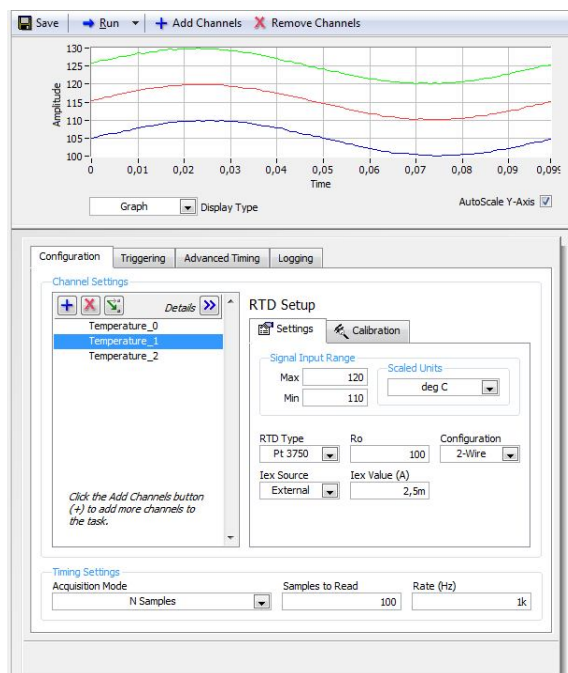 Save Run Add Channels Remove Channels
130
125
120
115
110
105
100
Amplitude
0 0,01 0,02 0,03 0,04 0,05 0,06 0,07 0,08 0,09 0,099
Time
Graph Display Type AutoScale Y-Axis
Configuration Triggering Advanced Timing Logging
Channel Settings
Details
Temperature_0
Temperature_1
Temperature_2
Click the Add Channels button
(+) to add more channels to
the task.
RTD Setup
Settings Calibration
Signal Input Range
Max 120
Min 110
Scaled Units
deg C
RTD Type Ro Configuration
Pt 3750 100 2-Wire
Iex Source Iex Value (A)
External 2,5m
Timing Settings
Acquisition Mode Samples to Read Rate (Hz)
N Samples 100 1k